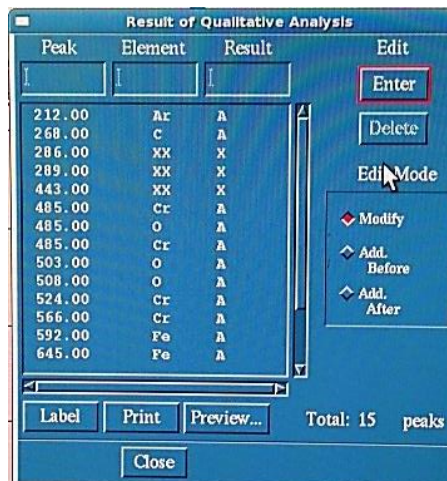 Result of Qualitative Analysis
Peak Element Result Edit
Enter
Delete
Edit Mode
Modify
Add. Before
Add. After
212.00 Ar A
268.00 C A
286.00 XX X
289.00 XX X
443.00 XX X
485.00 Cr A
485.00 O A
485.00 Cr A
503.00 O A
508.00 O A
524.00 Cr A
566.00 Cr A
592.00 Fe A
645.00 Fe A
Label Print Preview... Total: 15 peaks
Close